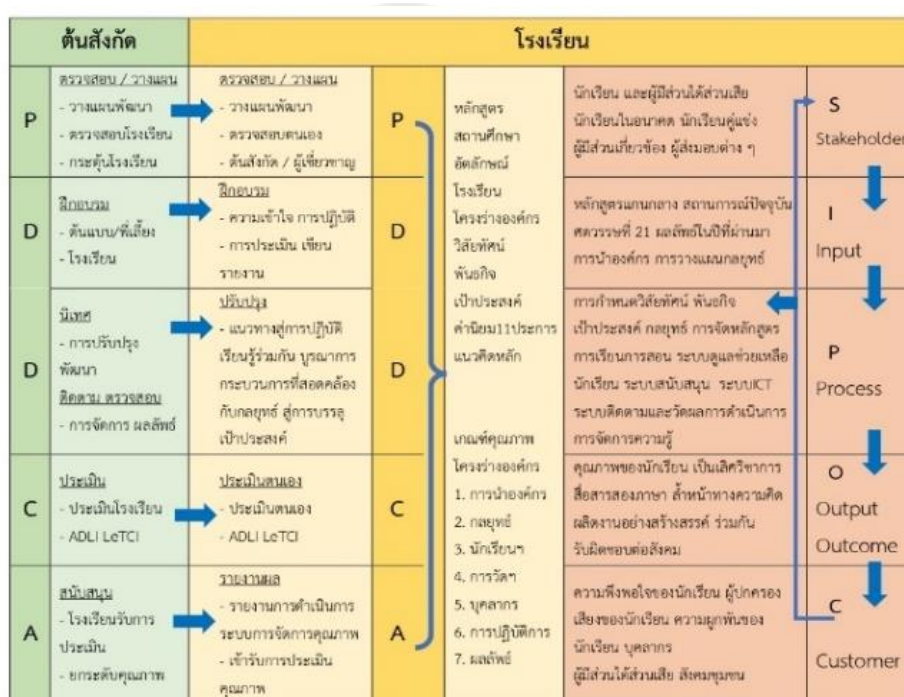 ต้นสังกัด
โรงเรียน
P
ตรวจสอบ / วางแผน
- วางแผนพัฒนา
- ตรวจสอบโรงเรียน
- กระตุ้นโรงเรียน
ตรวจสอบ / วางแผน
- วางแผนพัฒนา
- ตรวจสอบตนเอง
- ต้นสังกัด / ผู้เชี่ยวชาญ
P
D
ฝึกอบรม
- ต้นแบบ/พี่เลี้ยง
- โรงเรียน
ฝึกอบรม
- ความเข้าใจ การปฏิบัติ
- การประเมิน เขียน
รายงาน
D
D
นิเทศ
- การปรับปรุง
พัฒนา
ติดตาม ตรวจสอบ
- การจัดการ ผลลัพธ์
ปรับปรุง
- แนวทางสู่การปฏิบัติ
เรียนรู้ร่วมกัน บูรณาการ
กระบวนการที่สอดคล้อง
กับกลยุทธ์ สู่การบรรลุ
เป้าประสงค์
D
C
ประเมิน
- ประเมินโรงเรียน
- ADLI LeTCI
ประเมินตนเอง
- ประเมินตนเอง
- ADLI LeTCI
C
A
สนับสนุน
- โรงเรียนรับการ
ประเมิน
- ยกระดับคุณภาพ
รายงานผล
- รายงานการดำเนินการ
ระบบการจัดการคุณภาพ
- เข้ารับการประเมิน
คุณภาพ
A
หลักสูตร
สถานศึกษา
อัตลักษณ์
โรงเรียน
โครงร่างองค์กร
วิสัยทัศน์
พันธกิจ
เป้าประสงค์
ค่านิยม11ประการ
แนวคิดหลัก
เกณฑ์คุณภาพ
โครงร่างองค์กร
1. การนำองค์กร
2. กลยุทธ์
3. นักเรียนฯ
4. การวัดฯ
5. บุคลากร
6. การปฏิบัติการ
7. ผลลัพธ์
นักเรียน และผู้มีส่วนได้ส่วนเสีย
นักเรียนในอนาคต นักเรียนคู่แข่ง
ผู้มีส่วนเกี่ยวข้อง ผู้ส่งมอบต่าง ๆ
S
Stakeholder
หลักสูตรแกนกลาง สถานการณ์ปัจจุบัน
ศตวรรษที่ 21 ผลลัพธ์ในปีที่ผ่านมา
การนำองค์กร การวางแผนกลยุทธ์
I
Input
การกำหนดวิสัยทัศน์ พันธกิจ
เป้าประสงค์ กลยุทธ์ การจัดหลักสูตร
การเรียนการสอน ระบบดูแลช่วยเหลือ
นักเรียน ระบบสนับสนุน ระบบICT
ระบบติดตามและวัดผลการดำเนินการ
การจัดการความรู้
P
Process
คุณภาพของนักเรียน เป็นเลิศวิชาการ
สื่อสารสองภาษา ล้ำหน้าทางความคิด
ผลิตงานอย่างสร้างสรรค์ ร่วมกัน
รับผิดชอบต่อสังคม
O
Output
Outcome
ความพึงพอใจของนักเรียน ผู้ปกครอง
เสียงของนักเรียน ความผูกพันของ
นักเรียน บุคลากร
ผู้มีส่วนได้ส่วนเสีย สังคมชุมชน
C
Customer